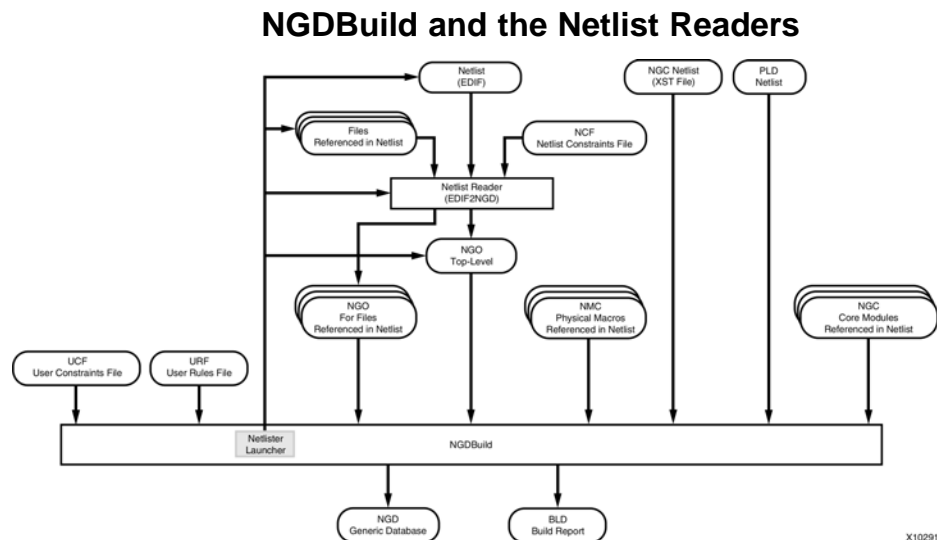 NGDBuild and the Netlist Readers
Netlist
(EDIF)
NGC Netlist
(XST File)
PLD
Netlist
Files
Referenced in Netlist
NCF
Netlist Constraints File
Netlist Reader
(EDIF2NGD)
NGO
Top-Level
NGO
For Files
Referenced in Netlist
NMC
Physical Macros
Referenced in Netlist
NGC
Core Modules
Referenced in Netlist
UCF
User Constraints File
URF
User Rules File
Netlister
Launcher
NGDBuild
NGD
Generic Database
BLD
Build Report
X10291